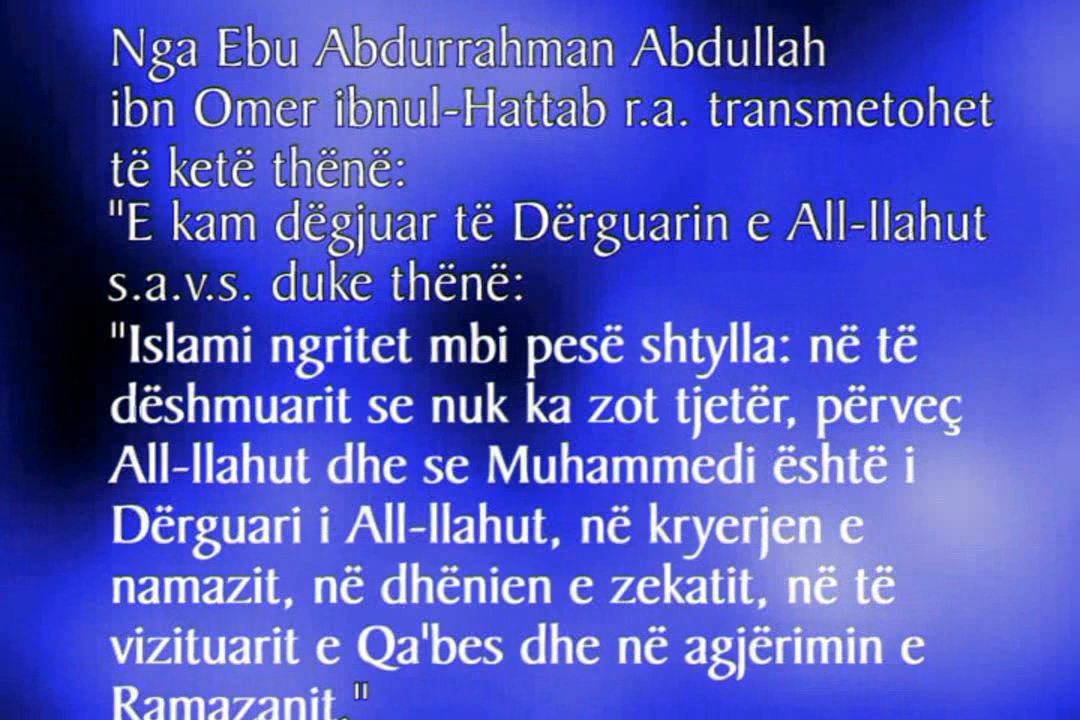 Nga Ebu Abdurrahman Abdullah
ibn Omer ibnul-Hattab r.a. transmetohet
të ketë thënë:
"E kam dëgjuar të Dërguarin e All-llahut
s.a.v.s. duke thënë:
"Islami ngritet mbi pesë shtylla: në të
dëshmuarit se nuk ka zot tjetër, përveç
All-llahut dhe se Muhammedi është i
Dërguari i All-llahut, në kryerjen e
namazit, në dhënien e zekatit, në të
vizituarit e Qa'bes dhe në agjërimin e
Ramazanit."